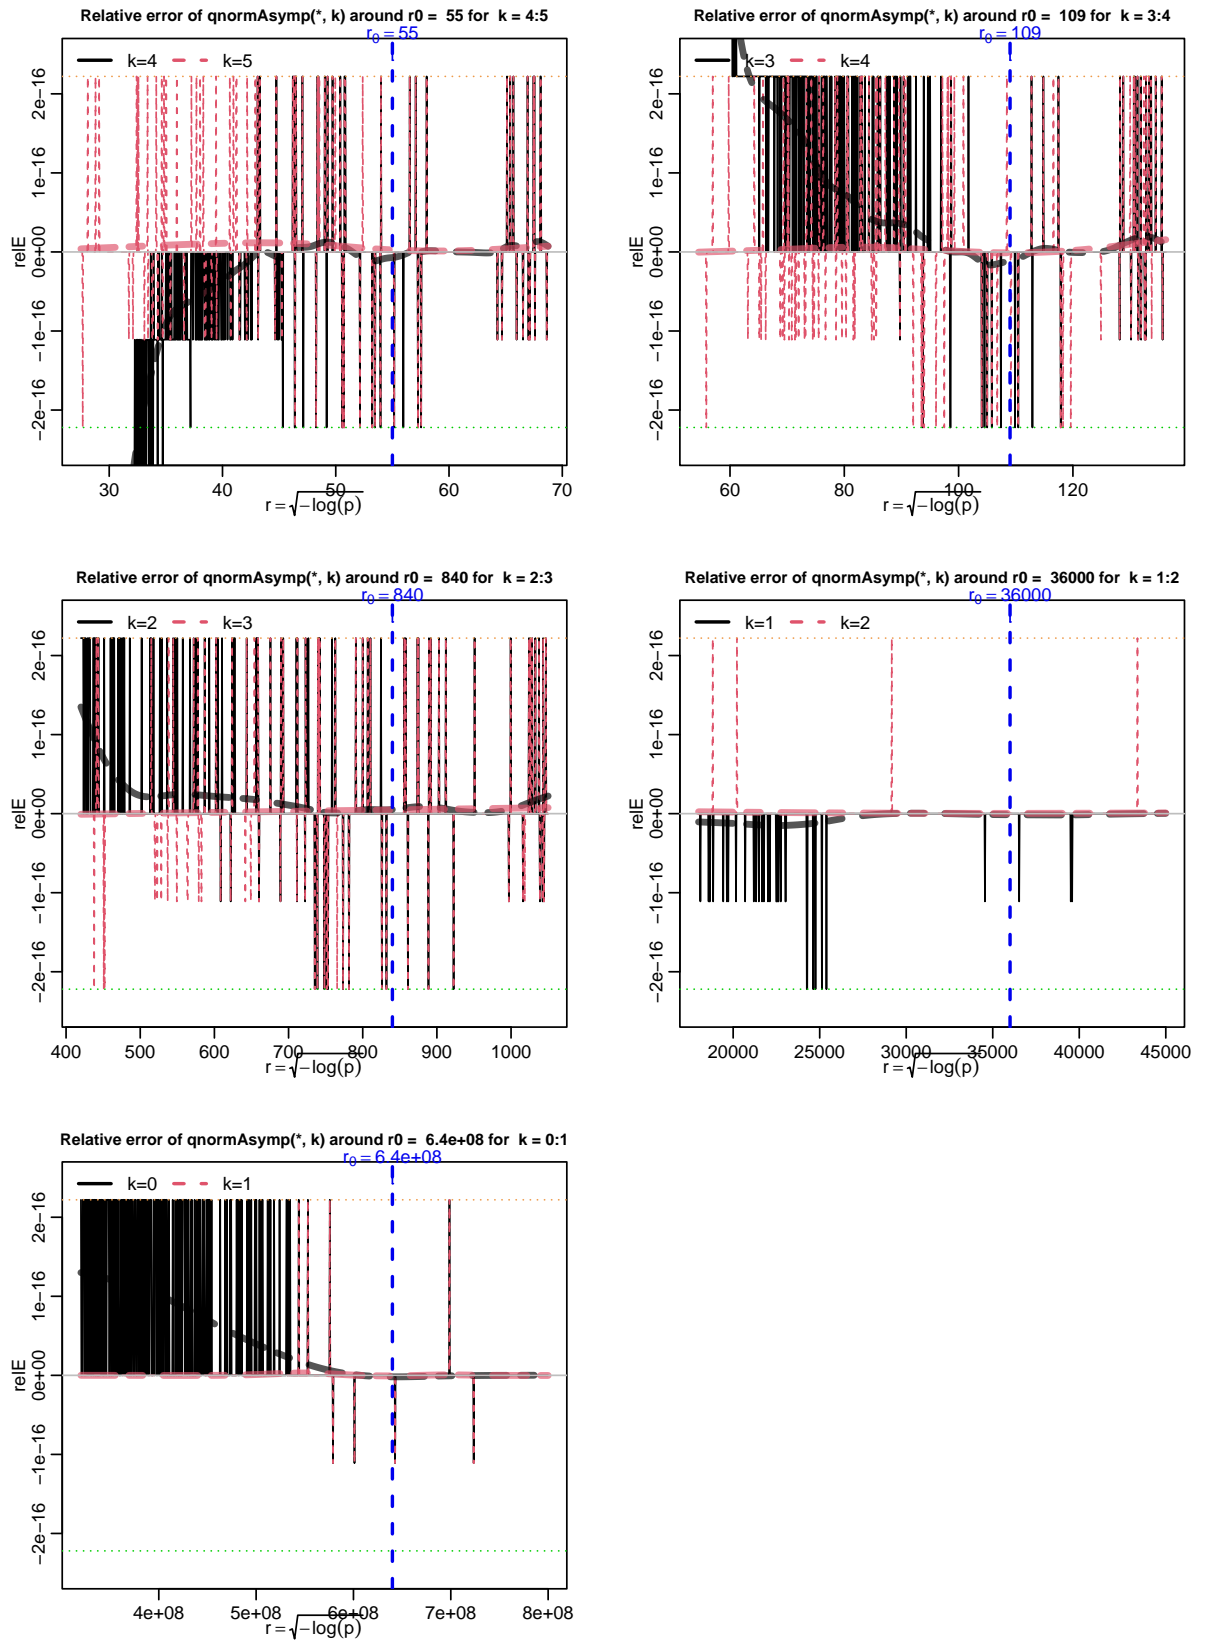 Relative error of qnormAsymp(*, k) around r0 = 55 for k = 4:5
r0 = 55
k=4 k=5
relE
2e−16
1e−16
0e+00
−1e−16
−2e−16
30 40 50 60 70
r = √−log(p)
Relative error of qnormAsymp(*, k) around r0 = 109 for k = 3:4
r0 = 109
k=3 k=4
relE
2e−16
1e−16
0e+00
−1e−16
−2e−16
60 80 100 120
r = √−log(p)
Relative error of qnormAsymp(*, k) around r0 = 840 for k = 2:3
r0 = 840
k=2 k=3
relE
2e−16
1e−16
0e+00
−1e−16
−2e−16
400 500 600 700 800 900 1000
r = √−log(p)
Relative error of qnormAsymp(*, k) around r0 = 36000 for k = 1:2
r0 = 36000
k=1 k=2
relE
2e−16
1e−16
0e+00
−1e−16
−2e−16
20000 25000 30000 35000 40000 45000
r = √−log(p)
Relative error of qnormAsymp(*, k) around r0 = 6.4e+08 for k = 0:1
r0 = 6.4e+08
k=0 k=1
relE
2e−16
1e−16
0e+00
−1e−16
−2e−16
4e+08 5e+08 6e+08 7e+08 8e+08
r = √−log(p)